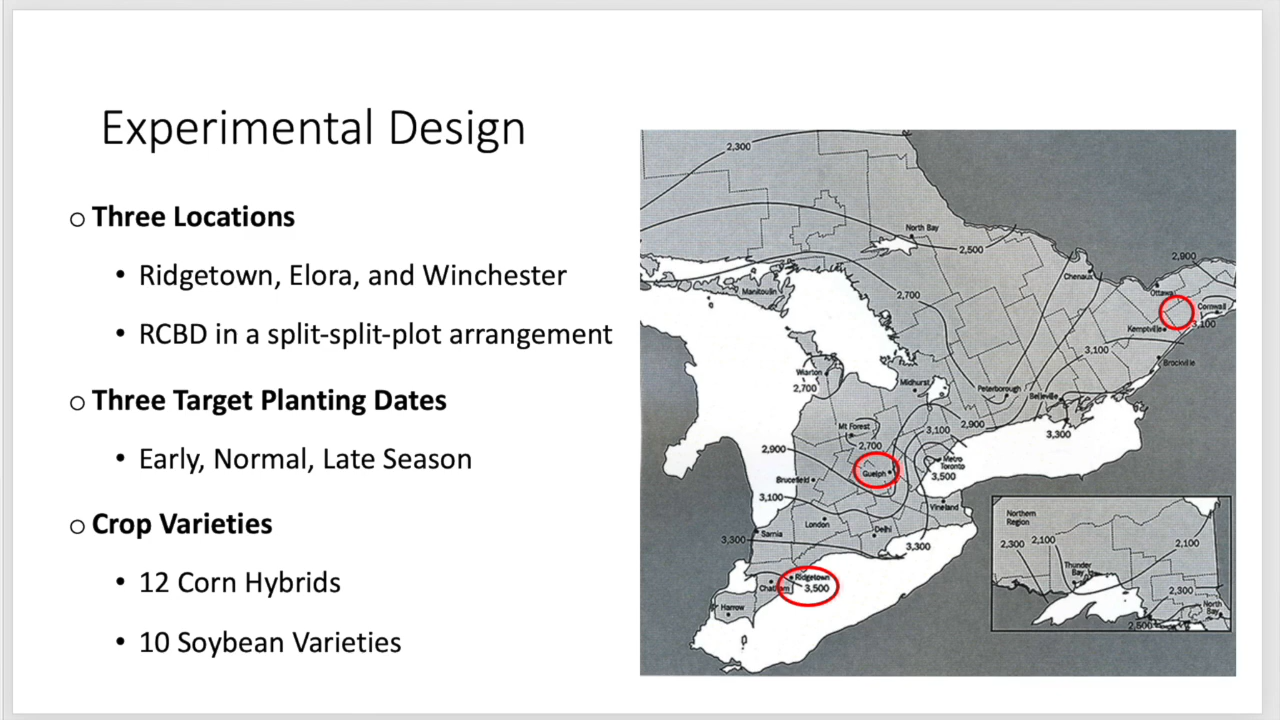 Experimental Design
○ Three Locations
• Ridgetown, Elora, and Winchester
• RCBD in a split-split-plot arrangement
○ Three Target Planting Dates
• Early, Normal, Late Season
○ Crop Varieties
• 12 Corn Hybrids
• 10 Soybean Varieties
2,300
North Bay
2,500
2,900
Chenaux
Ottawa
Manitoulin
2,700
Cornwall
3,100
Kemptville
3,100
Brockville
Wiarton
2,700
Midhurst
Peterborough
Belleville
Mt Forest
3,100
2,900
3,300
2,700
2,900
Metro
Toronto
Guelph
3,500
Brucefield
3,100
Vineland
London
Delhi
Sarnia
3,300
3,300
Ridgetown
Chatham
3,500
Harrow
Northern
Region
2,300
2,100
2,100
Thunder
Bay
2,300
North
Bay
2,500